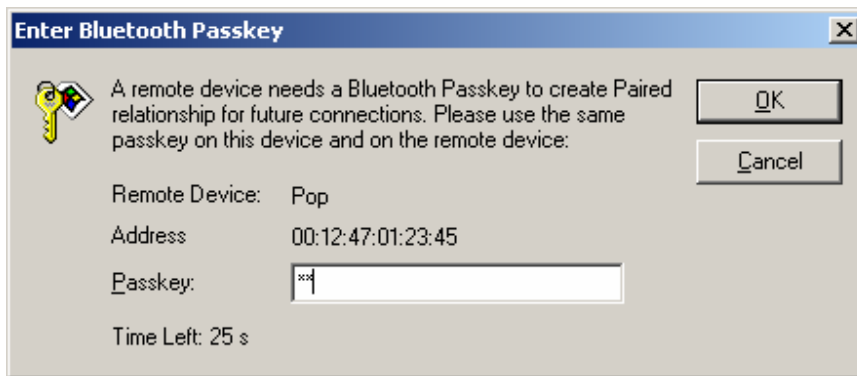 Enter Bluetooth Passkey
A remote device needs a Bluetooth Passkey to create Paired
relationship for future connections. Please use the same
passkey on this device and on the remote device:
OK
Cancel
Remote Device: Pop
Address 00:12:47:01:23:45
Passkey: **
Time Left: 25 s